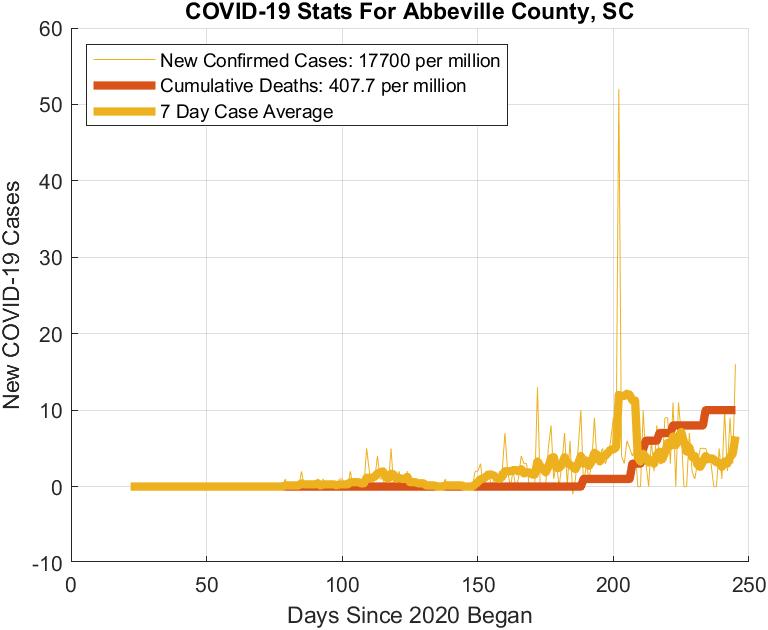 COVID-19 Stats For Abbeville County, SC
New Confirmed Cases: 17700 per million
Cumulative Deaths: 407.7 per million
7 Day Case Average
New COVID-19 Cases
60
50
40
30
20
10
0
-10
0 50 100 150 200 250
Days Since 2020 Began